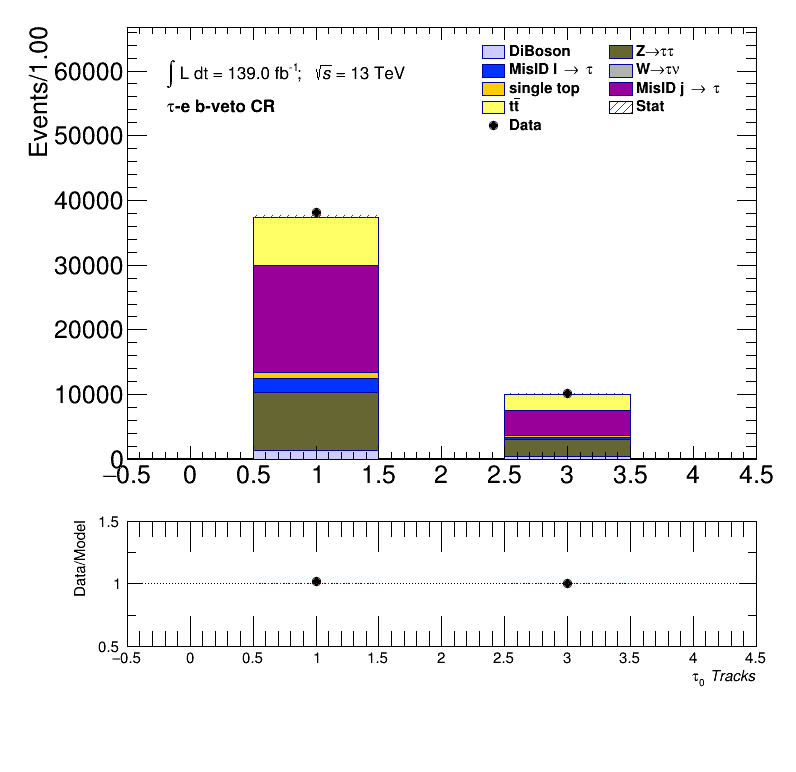 Events/1.00
60000
50000
40000
30000
20000
10000
0
∫ L dt = 139.0 fb⁻¹; √s = 13 TeV
τ-e b-veto CR
DiBoson
MisID l → τ
single top
tt̄
Data
Z→ττ
W→τν
MisID j → τ
Stat
−0.5 0 0.5 1 1.5 2 2.5 3 3.5 4 4.5
Data/Model
1.5
1
0.5
−0.5 0 0.5 1 1.5 2 2.5 3 3.5 4 4.5
τ₀ Tracks